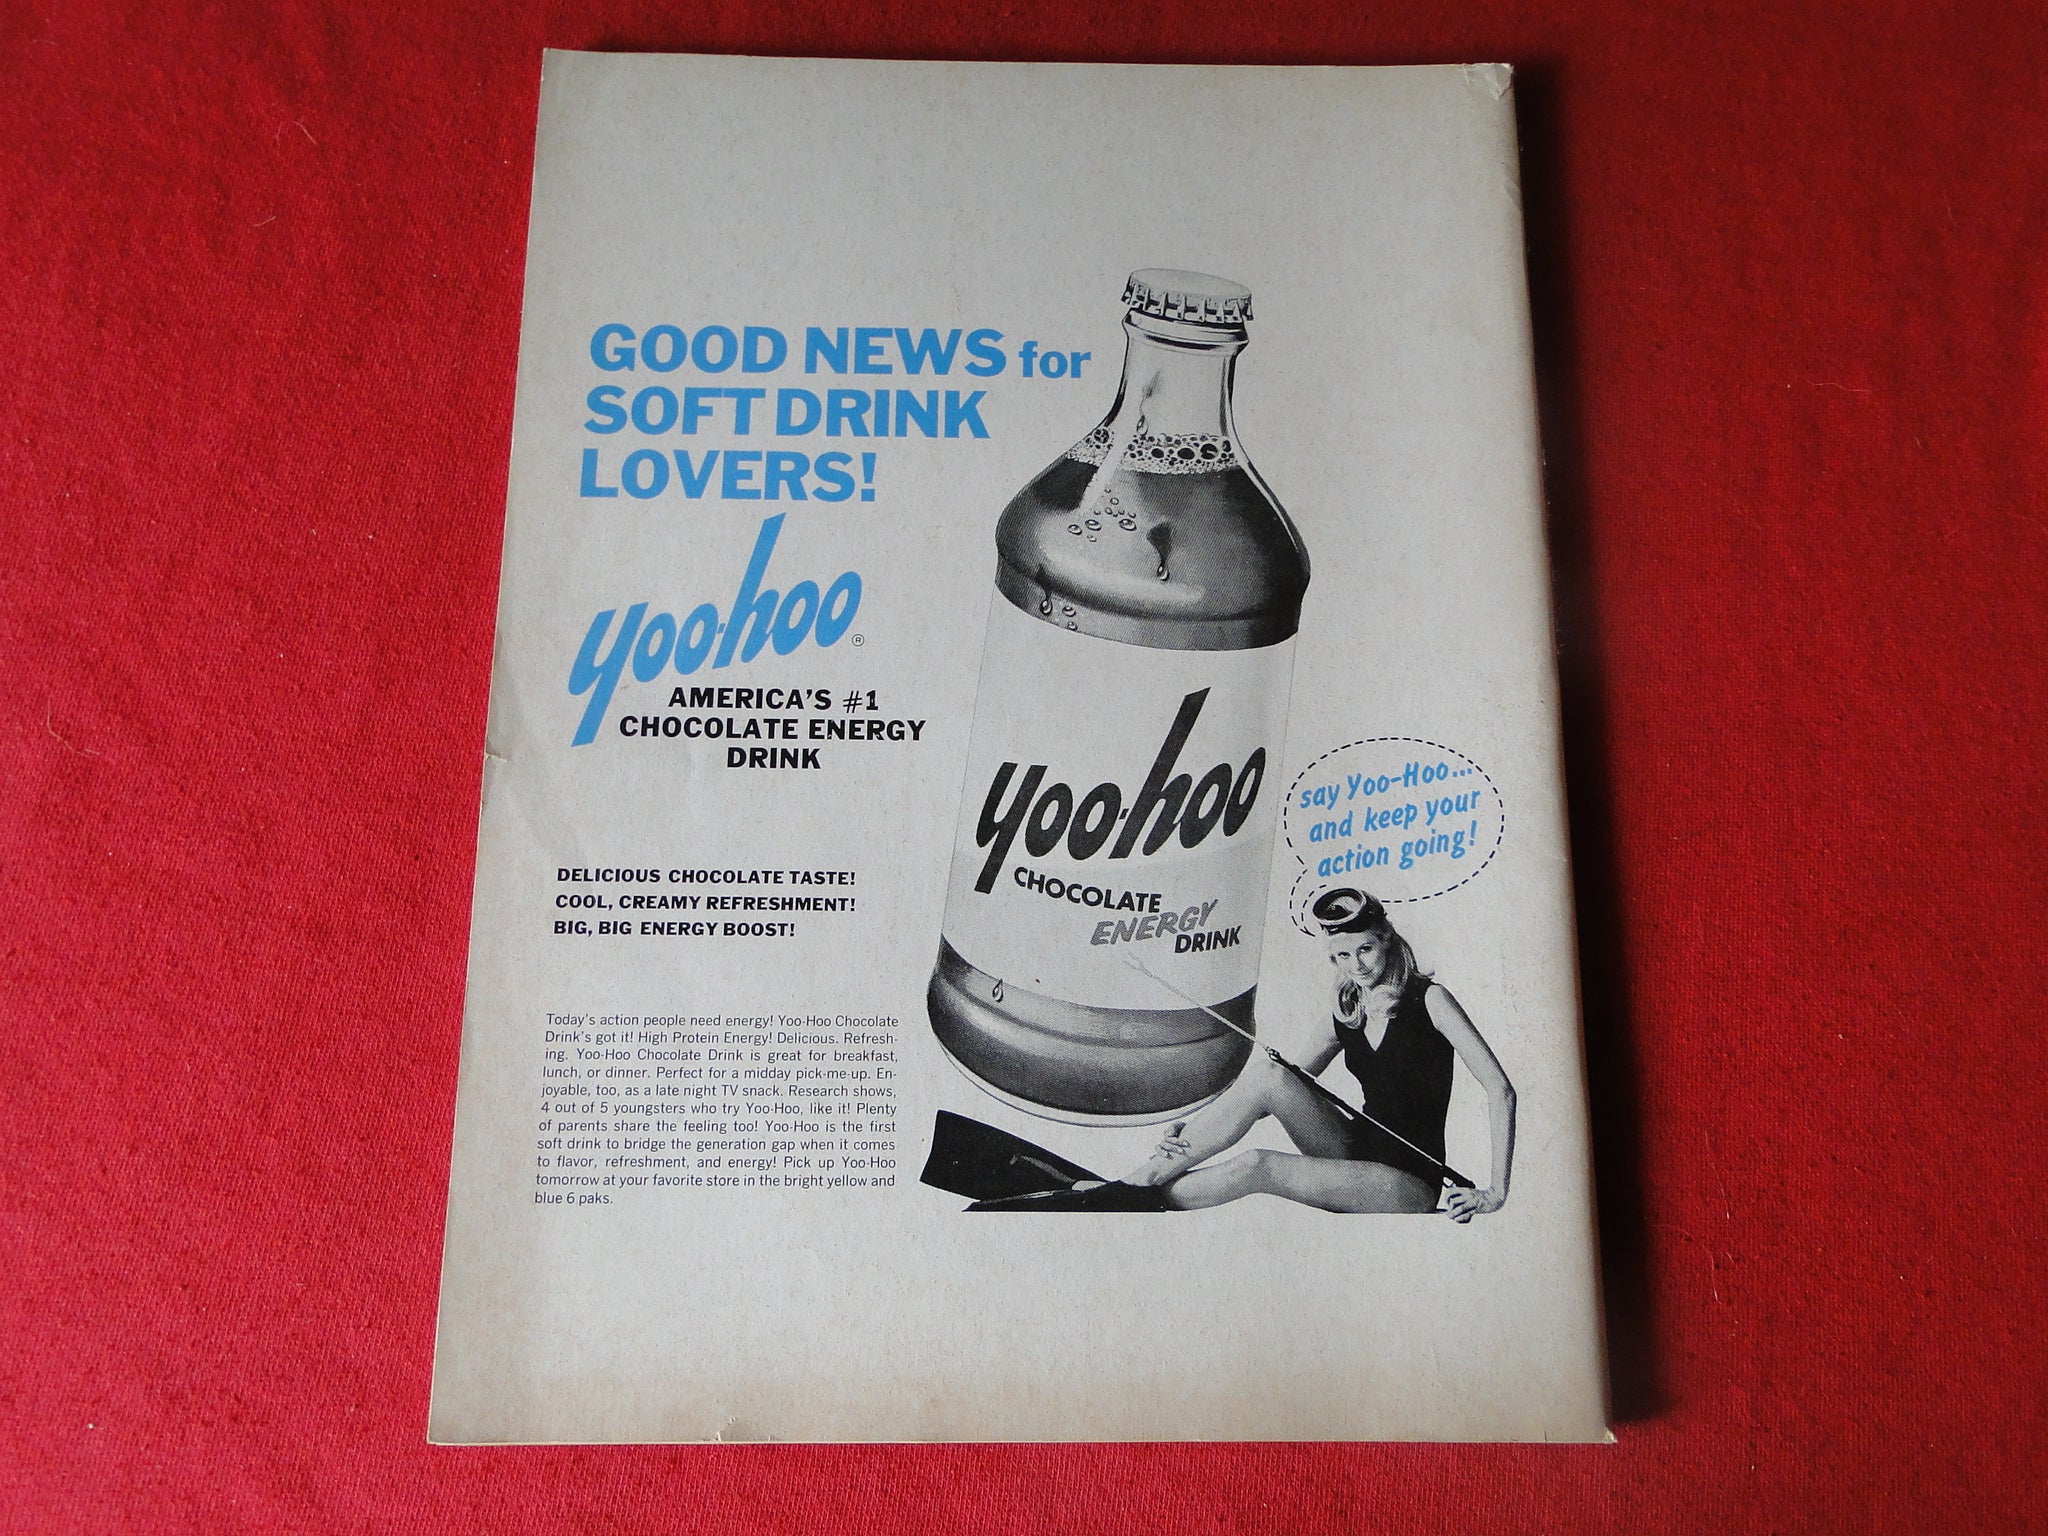 GOOD NEWS for
SOFT DRINK
LOVERS!
yoo-hoo ®
AMERICA'S #1
CHOCOLATE ENERGY
DRINK
DELICIOUS CHOCOLATE TASTE!
COOL, CREAMY REFRESHMENT!
BIG, BIG ENERGY BOOST!
Today's action people need energy! Yoo-Hoo Chocolate
Drink's got it! High Protein Energy! Delicious. Refresh-
ing. Yoo-Hoo Chocolate Drink is great for breakfast,
lunch, or dinner. Perfect for a midday pick-me-up. En-
joyable, too, as a late night TV snack. Research shows,
4 out of 5 youngsters who try Yoo-Hoo, like it! Plenty
of parents share the feeling too! Yoo-Hoo is the first
soft drink to bridge the generation gap when it comes
to flavor, refreshment, and energy! Pick up Yoo-Hoo
tomorrow at your favorite store in the bright yellow and
blue 6 paks.
yoo-hoo
CHOCOLATE
ENERGY
DRINK
say Yoo-Hoo...
and keep your
action going!